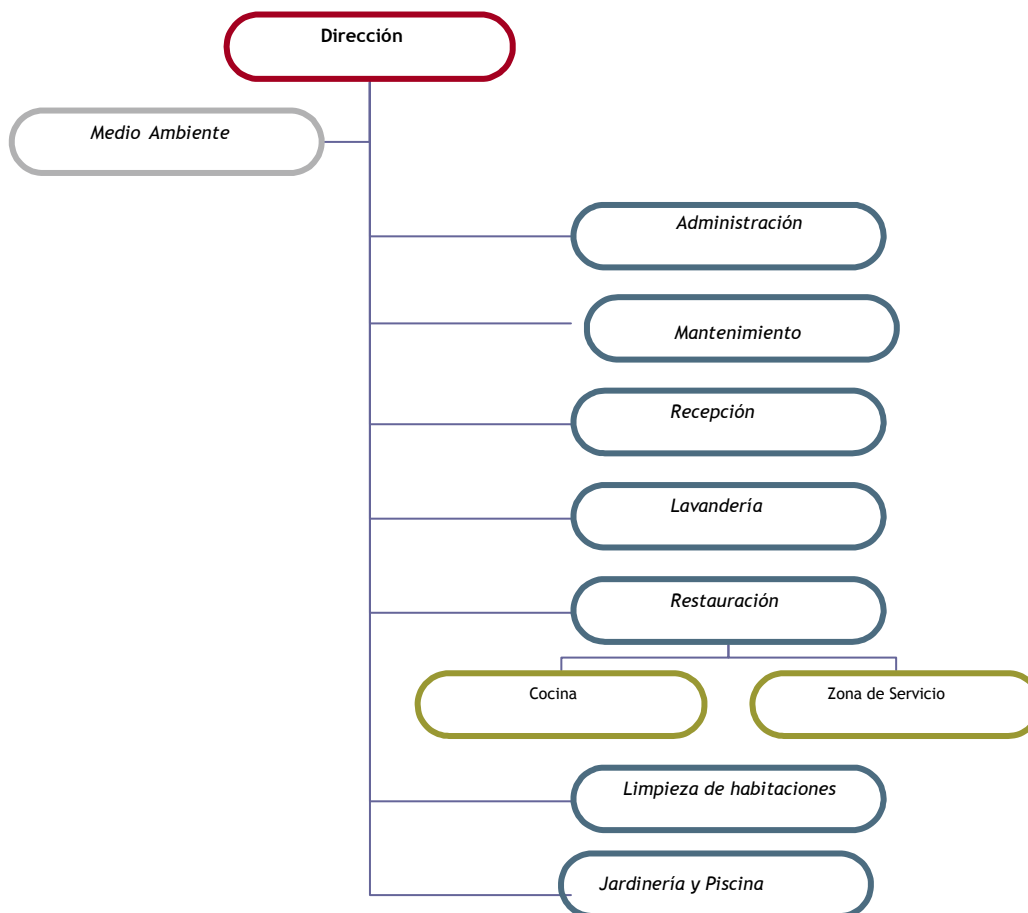 Dirección
Medio Ambiente
Administración
Mantenimiento
Recepción
Lavandería
Restauración
Cocina
Zona de Servicio
Limpieza de habitaciones
Jardinería y Piscina